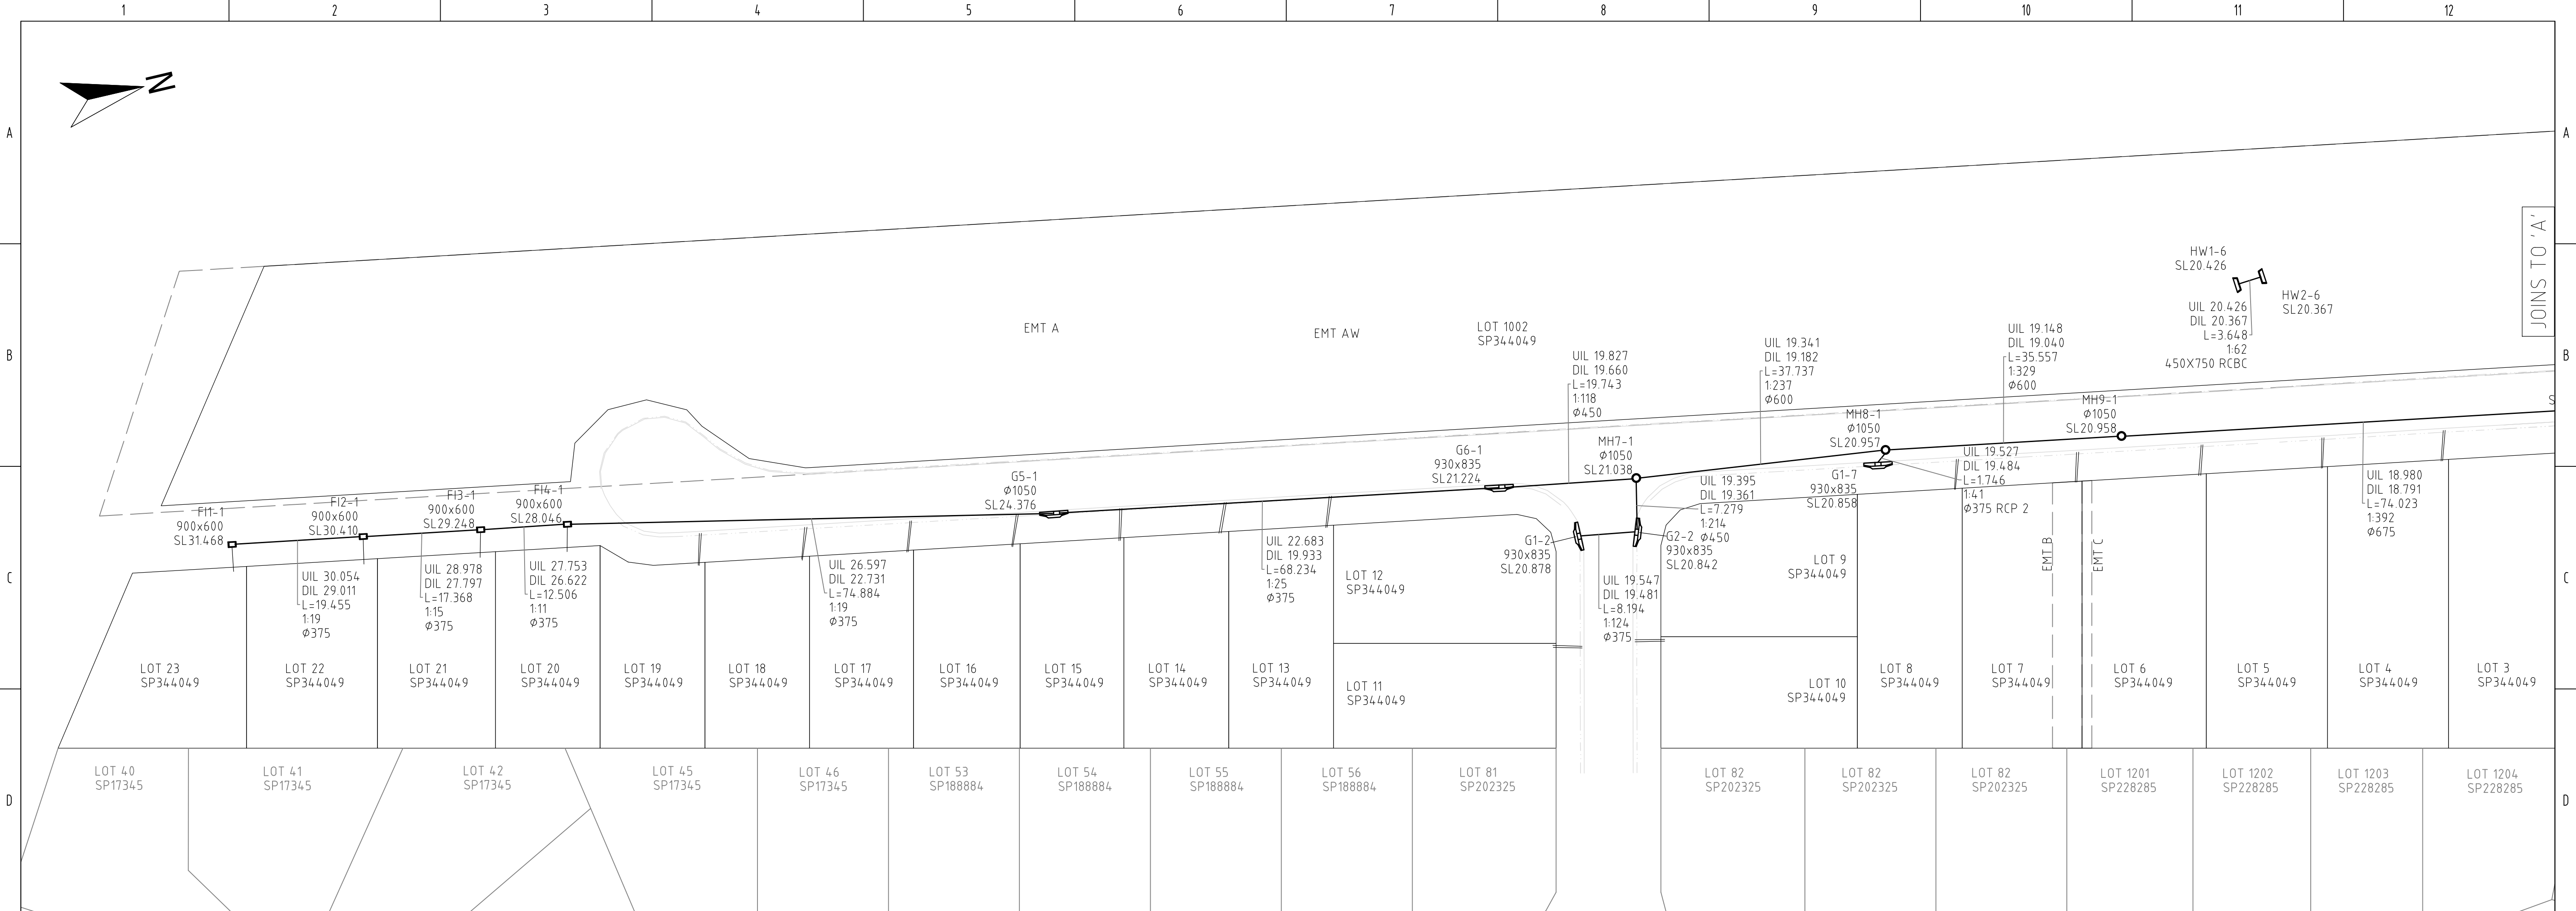 1 2 3 4 5 6 7 8 9 10 11 12
N
A
A
B
B
C
C
D
D
JOINS TO 'A'
HW1-6
SL20.426
HW2-6
SL20.367
UIL 20.426
DIL 20.367
L=3.648
1:62
450X750 RCBC
EMT A
EMT AW
LOT 1002
SP344049
UIL 19.827
DIL 19.660
L=19.743
1:118
Ø450
UIL 19.341
DIL 19.182
L=37.737
1:237
Ø600
UIL 19.148
DIL 19.040
L=35.557
1:329
Ø600
FI1-1
900x600
SL31.468
FI2-1
900x600
SL30.410
FI3-1
900x600
SL29.248
FI4-1
900x600
SL28.046
G5-1
Ø1050
SL24.376
G6-1
930x835
SL21.224
MH7-1
Ø1050
SL21.038
MH8-1
Ø1050
SL20.957
MH9-1
Ø1050
SL20.958
S
G1-7
930x835
SL20.858
UIL 19.527
DIL 19.484
L=1.746
1:41
Ø375 RCP 2
UIL 19.395
DIL 19.361
L=7.279
1:214
Ø450
UIL 18.980
DIL 18.791
L=74.023
1:392
Ø675
G1-2
930x835
SL20.878
G2-2
930x835
SL20.842
UIL 19.547
DIL 19.481
L=8.194
1:124
Ø375
UIL 30.054
DIL 29.011
L=19.455
1:19
Ø375
UIL 28.978
DIL 27.797
L=17.368
1:15
Ø375
UIL 27.753
DIL 26.622
L=12.506
1:11
Ø375
UIL 26.597
DIL 22.731
L=74.884
1:19
Ø375
UIL 22.683
DIL 19.933
L=68.234
1:25
Ø375
LOT 12
SP344049
LOT 9
SP344049
EMT B
EMT C
LOT 23
SP344049
LOT 22
SP344049
LOT 21
SP344049
LOT 20
SP344049
LOT 19
SP344049
LOT 18
SP344049
LOT 17
SP344049
LOT 16
SP344049
LOT 15
SP344049
LOT 14
SP344049
LOT 13
SP344049
LOT 11
SP344049
LOT 10
SP344049
LOT 8
SP344049
LOT 7
SP344049
LOT 6
SP344049
LOT 5
SP344049
LOT 4
SP344049
LOT 3
SP344049
LOT 40
SP17345
LOT 41
SP17345
LOT 42
SP17345
LOT 45
SP17345
LOT 46
SP17345
LOT 53
SP188884
LOT 54
SP188884
LOT 55
SP188884
LOT 56
SP188884
LOT 81
SP202325
LOT 82
SP202325
LOT 82
SP202325
LOT 82
SP202325
LOT 1201
SP228285
LOT 1202
SP228285
LOT 1203
SP228285
LOT 1204
SP228285